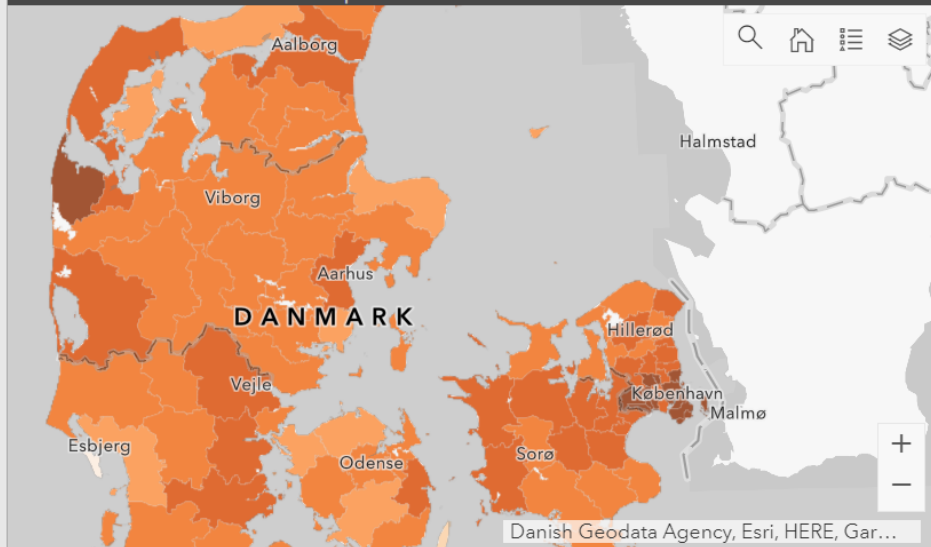 Aalborg
Halmstad
Viborg
Aarhus
DANMARK
Hillerød
Vejle
København
Malmø
Esbjerg
Odense
Sorø
+
−
Danish Geodata Agency, Esri, HERE, Gar...